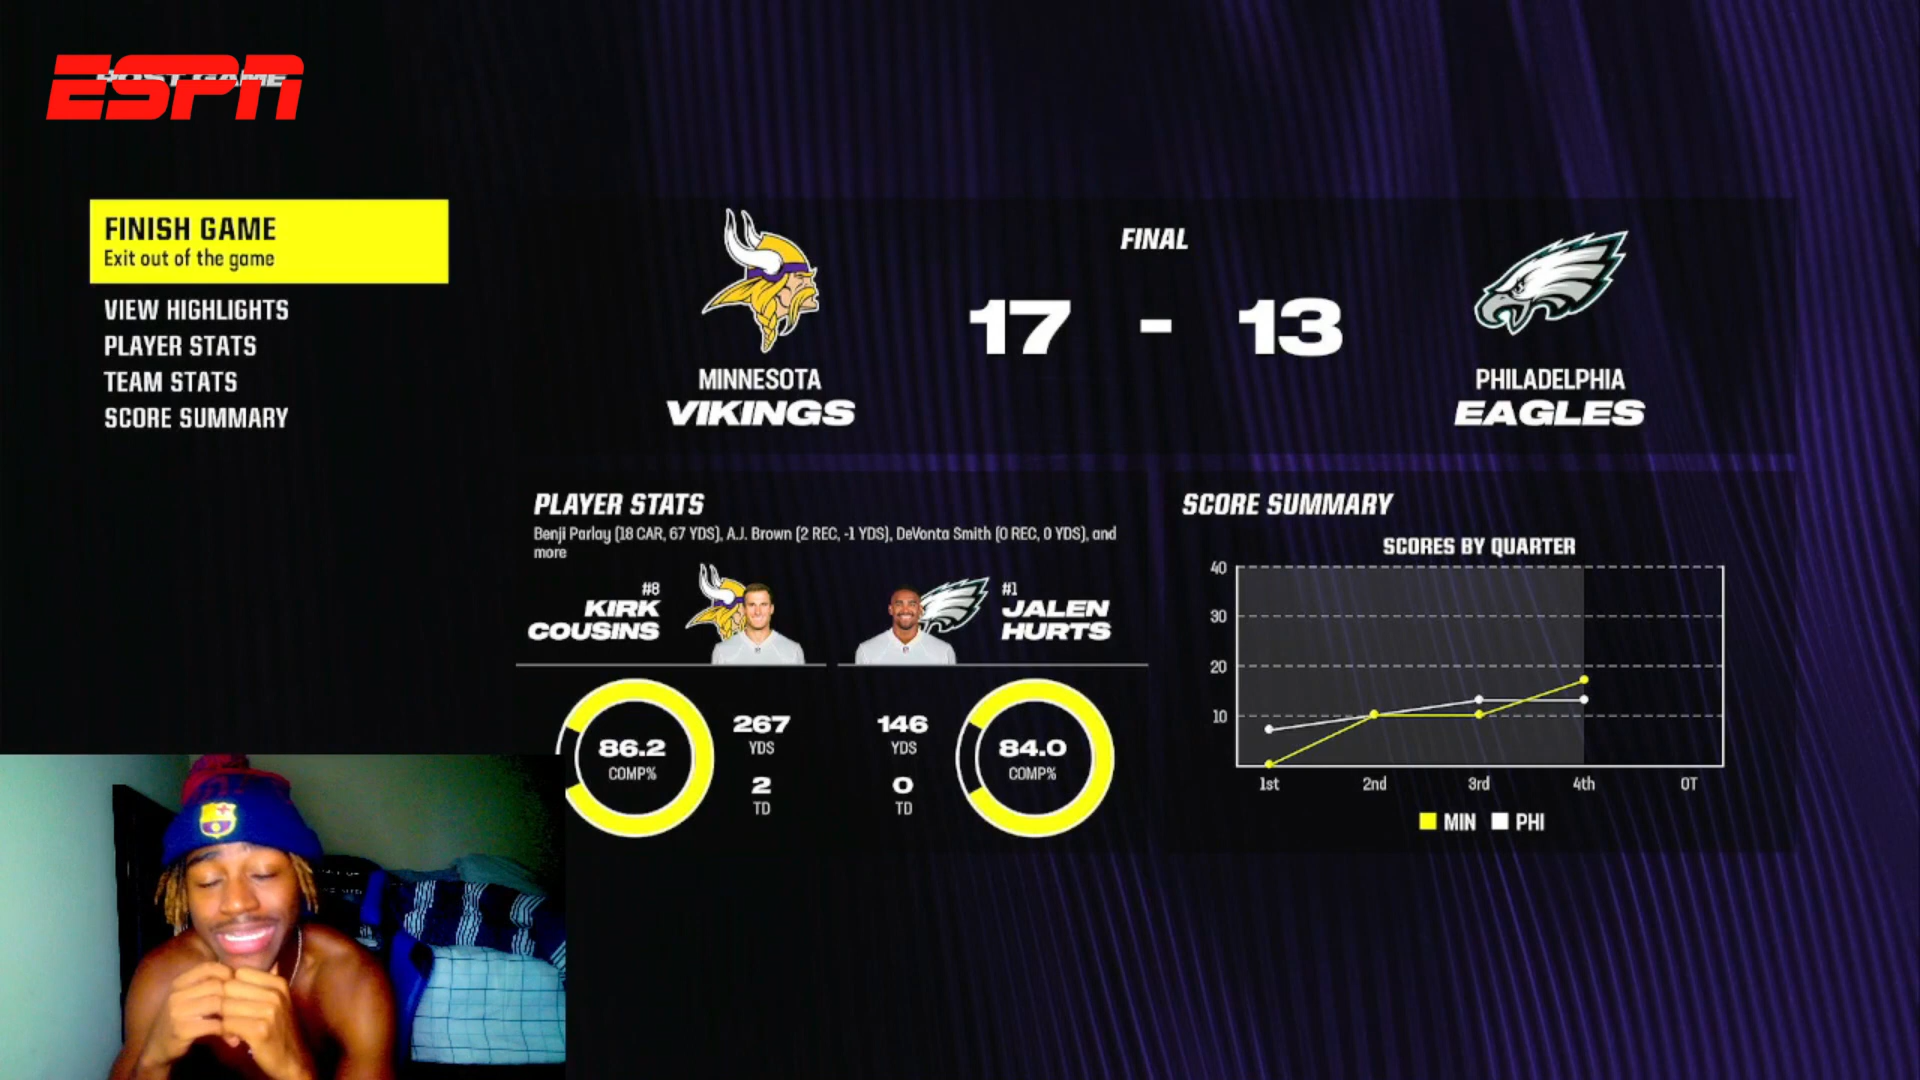 ESPN
POST GAME
FINISH GAME
Exit out of the game
VIEW HIGHLIGHTS
PLAYER STATS
TEAM STATS
SCORE SUMMARY
FINAL
17 - 13
MINNESOTA
VIKINGS
PHILADELPHIA
EAGLES
PLAYER STATS
Benji Parlay (18 CAR, 67 YDS), A.J. Brown (2 REC, -1 YDS), DeVonta Smith (0 REC, 0 YDS), and
more
#8
KIRK
COUSINS
#1
JALEN
HURTS
86.2
COMP%
267
YDS
2
TD
146
YDS
0
TD
84.0
COMP%
SCORE SUMMARY
SCORES BY QUARTER
40
30
20
10
1st 2nd 3rd 4th OT
MIN PHI